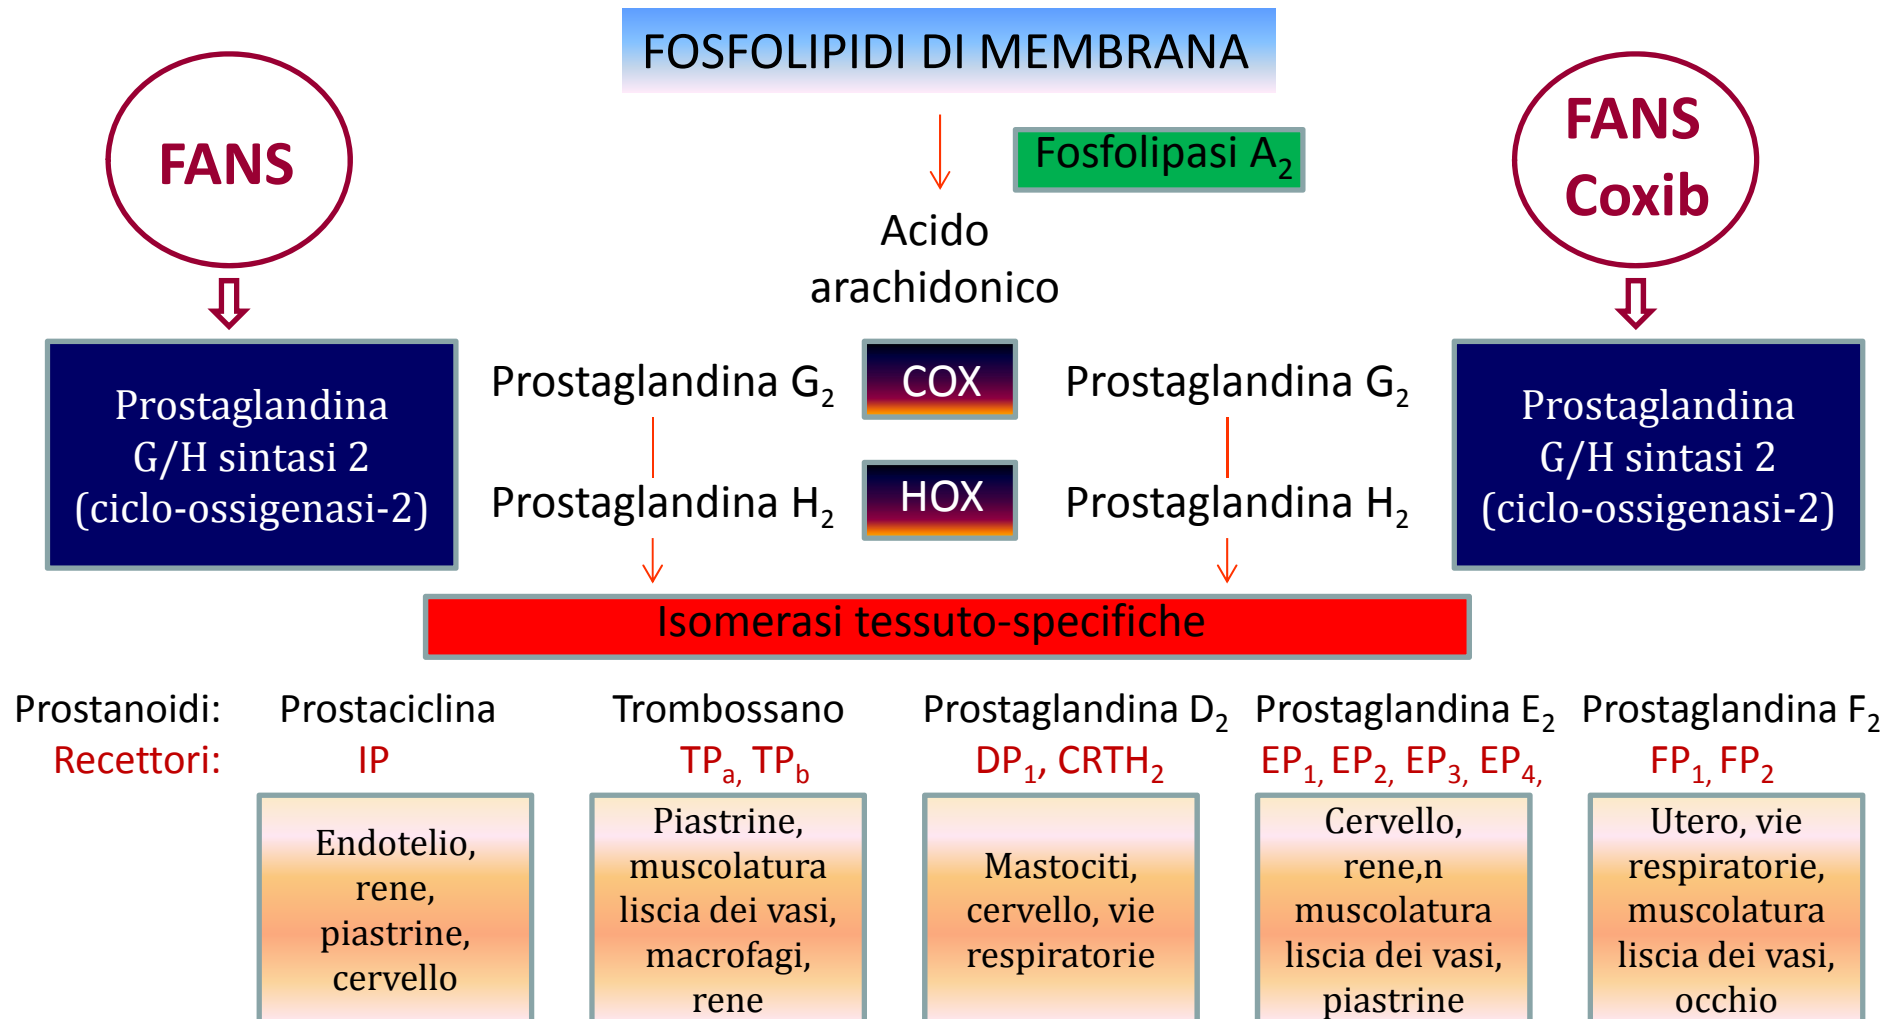 FOSFOLIPIDI DI MEMBRANA
FANS
FANS
Coxib
Fosfolipasi A₂
Acido
arachidonico
Prostaglandina
G/H sintasi 2
(ciclo-ossigenasi-2)
Prostaglandina G₂
COX
Prostaglandina G₂
Prostaglandina H₂
HOX
Prostaglandina H₂
Prostaglandina
G/H sintasi 2
(ciclo-ossigenasi-2)
Isomerasi tessuto-specifiche
Prostanoidi: Prostaciclina Trombossano Prostaglandina D₂ Prostaglandina E₂ Prostaglandina F₂
Recettori: IP TPa, TPb DP₁, CRTH₂ EP₁, EP₂, EP₃, EP₄, FP₁, FP₂
Endotelio,
rene,
piastrine,
cervello
Piastrine,
muscolatura
liscia dei vasi,
macrofagi,
rene
Mastociti,
cervello, vie
respiratorie
Cervello,
rene,n
muscolatura
liscia dei vasi,
piastrine
Utero, vie
respiratorie,
muscolatura
liscia dei vasi,
occhio